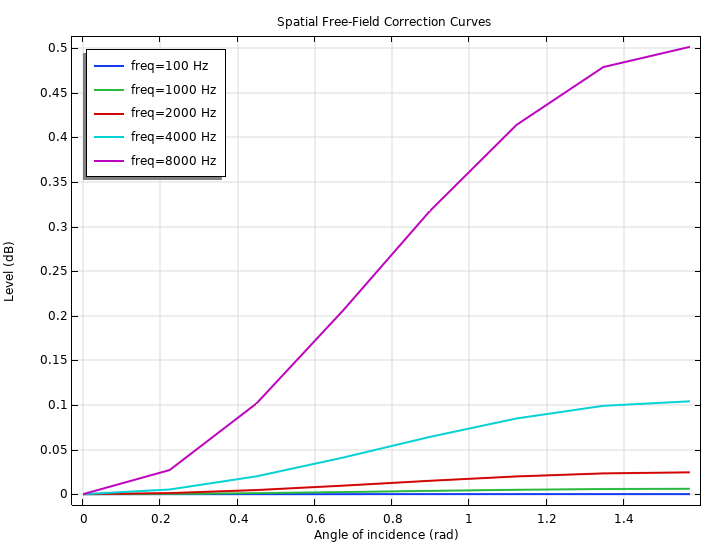 Spatial Free-Field Correction Curves
freq=100 Hz
freq=1000 Hz
freq=2000 Hz
freq=4000 Hz
freq=8000 Hz
Level (dB)
0.5
0.45
0.4
0.35
0.3
0.25
0.2
0.15
0.1
0.05
0
0 0.2 0.4 0.6 0.8 1 1.2 1.4
Angle of incidence (rad)